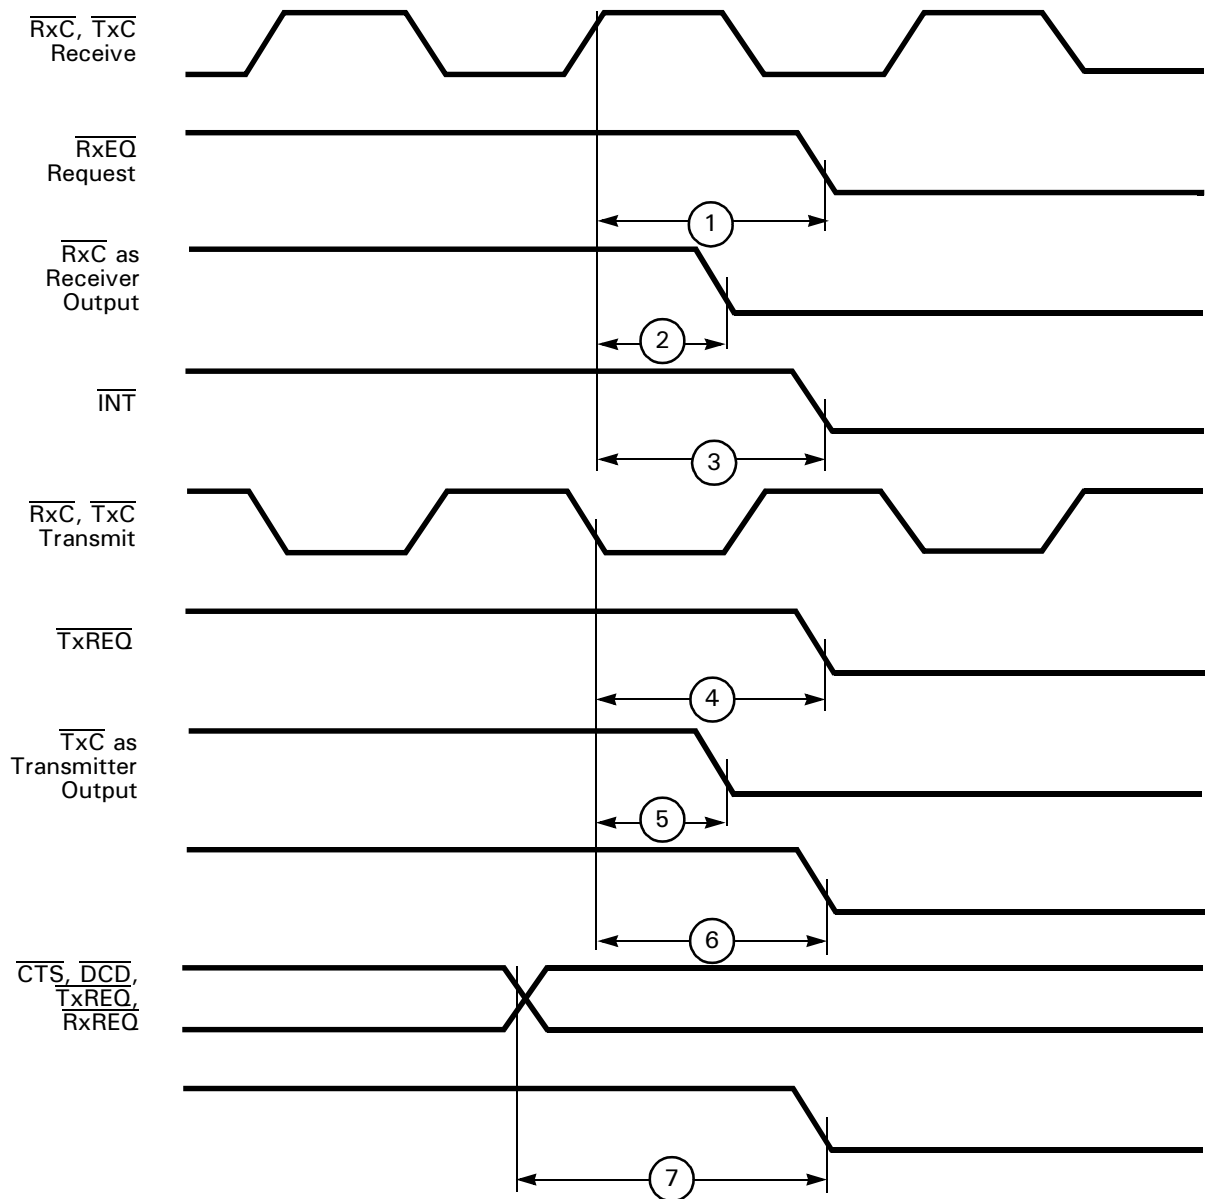 RxC, TxC
Receive
RxEQ
Request
1
RxC as
Receiver
Output
2
INT
3
RxC, TxC
Transmit
TxREQ
4
TxC as
Transmitter
Output
5
6
CTS, DCD,
TxREQ,
RxREQ
7